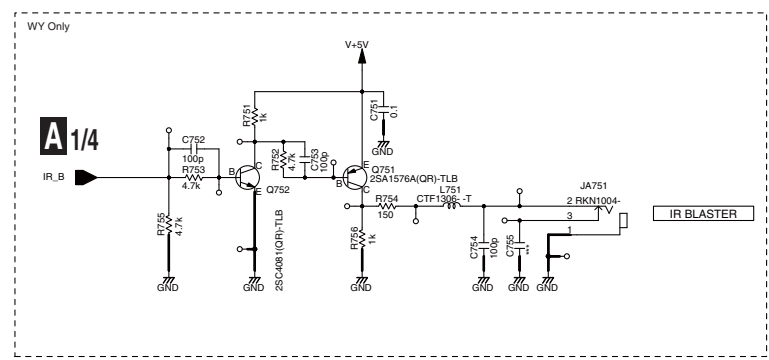 WY Only
V+5V
A 1/4
IR_B
C752
100p
R753
4.7k
R755
4.7k
GND
R751
1k
B
C
E
Q752
2SC4081(QR)-TLB
GND
R752
4.7k
C753
100p
C751
0.1
GND
B
E
C
Q751
2SA1576A(QR)-TLB
R754
150
L751
CTF1306- -T
R756
1k
GND
C754
100p
GND
C755
***
GND
GND
JA751
2 RKN1004-
3
1
IR BLASTER